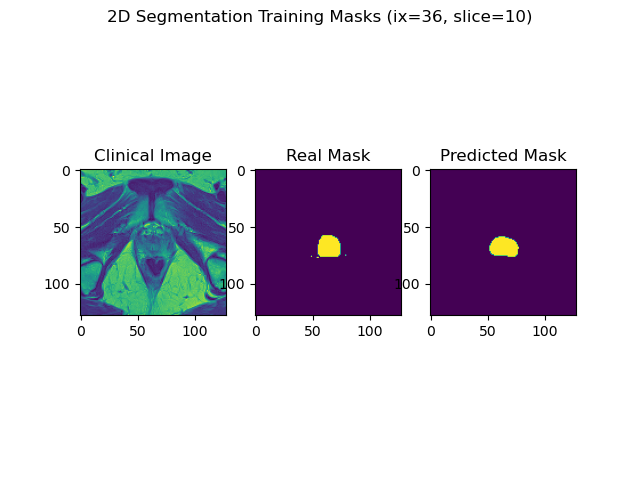 2D Segmentation Training Masks (ix=36, slice=10)
Clinical Image Real Mask Predicted Mask
0 0 0
50 50 50
100 100 100
0 50 100 0 50 100 0 50 100